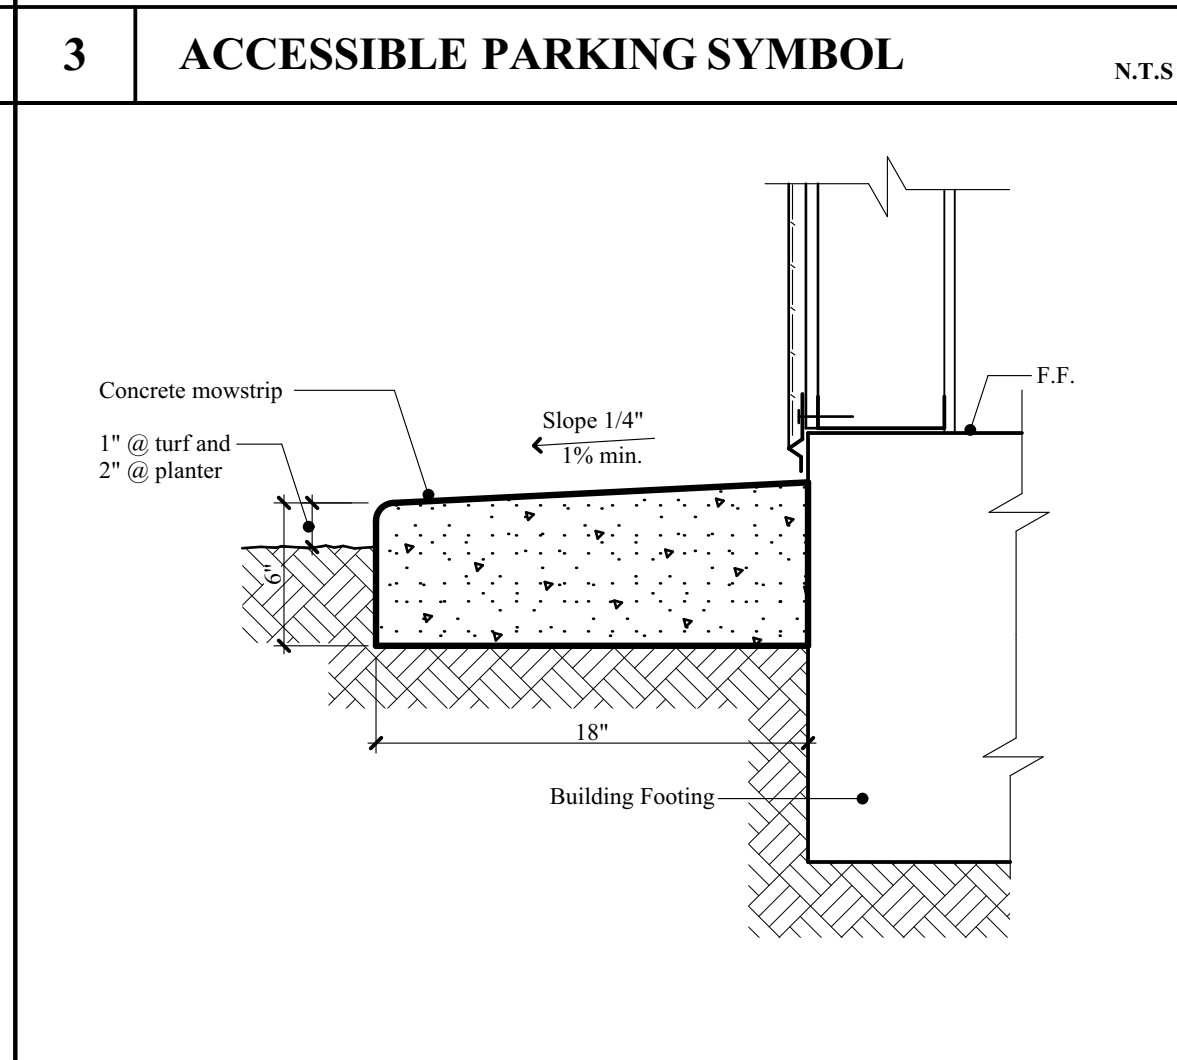 3
ACCESSIBLE PARKING SYMBOL
N.T.S
F.F.
Concrete mowstrip
Slope 1/4"
1% min.
1" @ turf and
2" @ planter
6"
18"
Building Footing